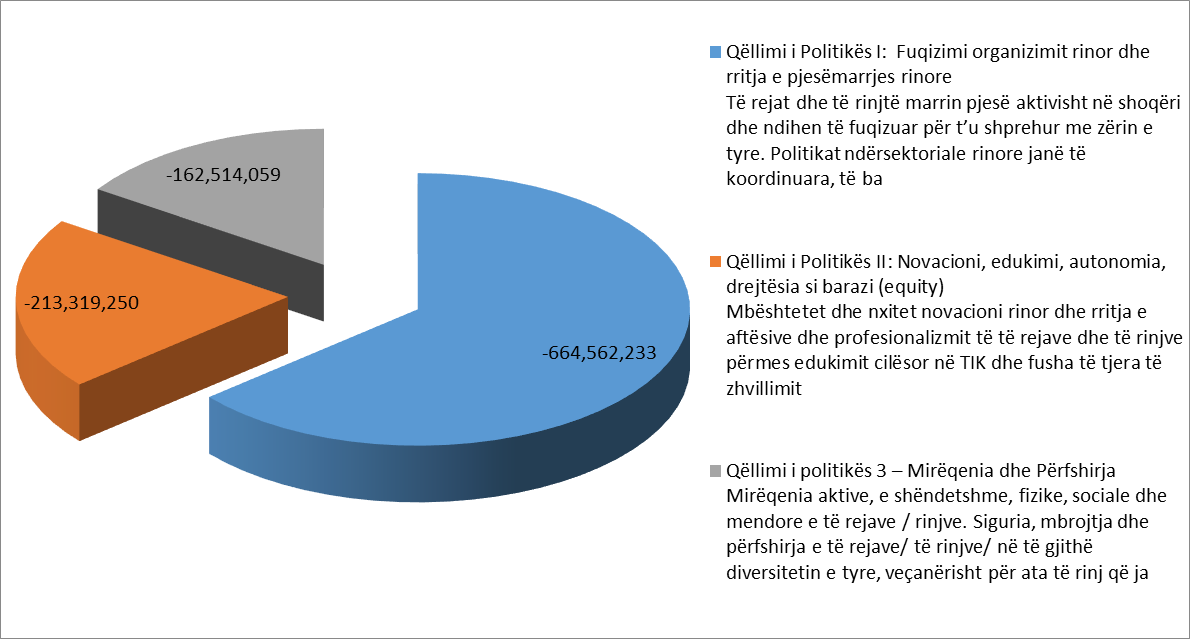 -162,514,059
-213,319,250
-664,562,233
Qëllimi i Politikës I:  Fuqizimi organizimit rinor dhe
rritja e pjesëmarrjes rinore
Të rejat dhe të rinjtë marrin pjesë aktivisht në shoqëri
dhe ndihen të fuqizuar për t’u shprehur me zërin e
tyre. Politikat ndërsektoriale rinore janë të
koordinuara, të ba
Qëllimi i Politikës II: Novacioni, edukimi, autonomia,
drejtësia si barazi (equity)
Mbështetet dhe nxitet novacioni rinor dhe rritja e
aftësive dhe profesionalizmit të të rejave dhe të rinjve
përmes edukimit cilësor në TIK dhe fusha të tjera të
zhvillimit
Qëllimi i politikës 3 – Mirëqenia dhe Përfshirja
Mirëqenia aktive, e shëndetshme, fizike, sociale dhe
mendore e të rejave / rinjve. Siguria, mbrojtja dhe
përfshirja e të rejave/ të rinjve/ në të gjithë
diversitetin e tyre, veçanërisht për ata të rinj që ja